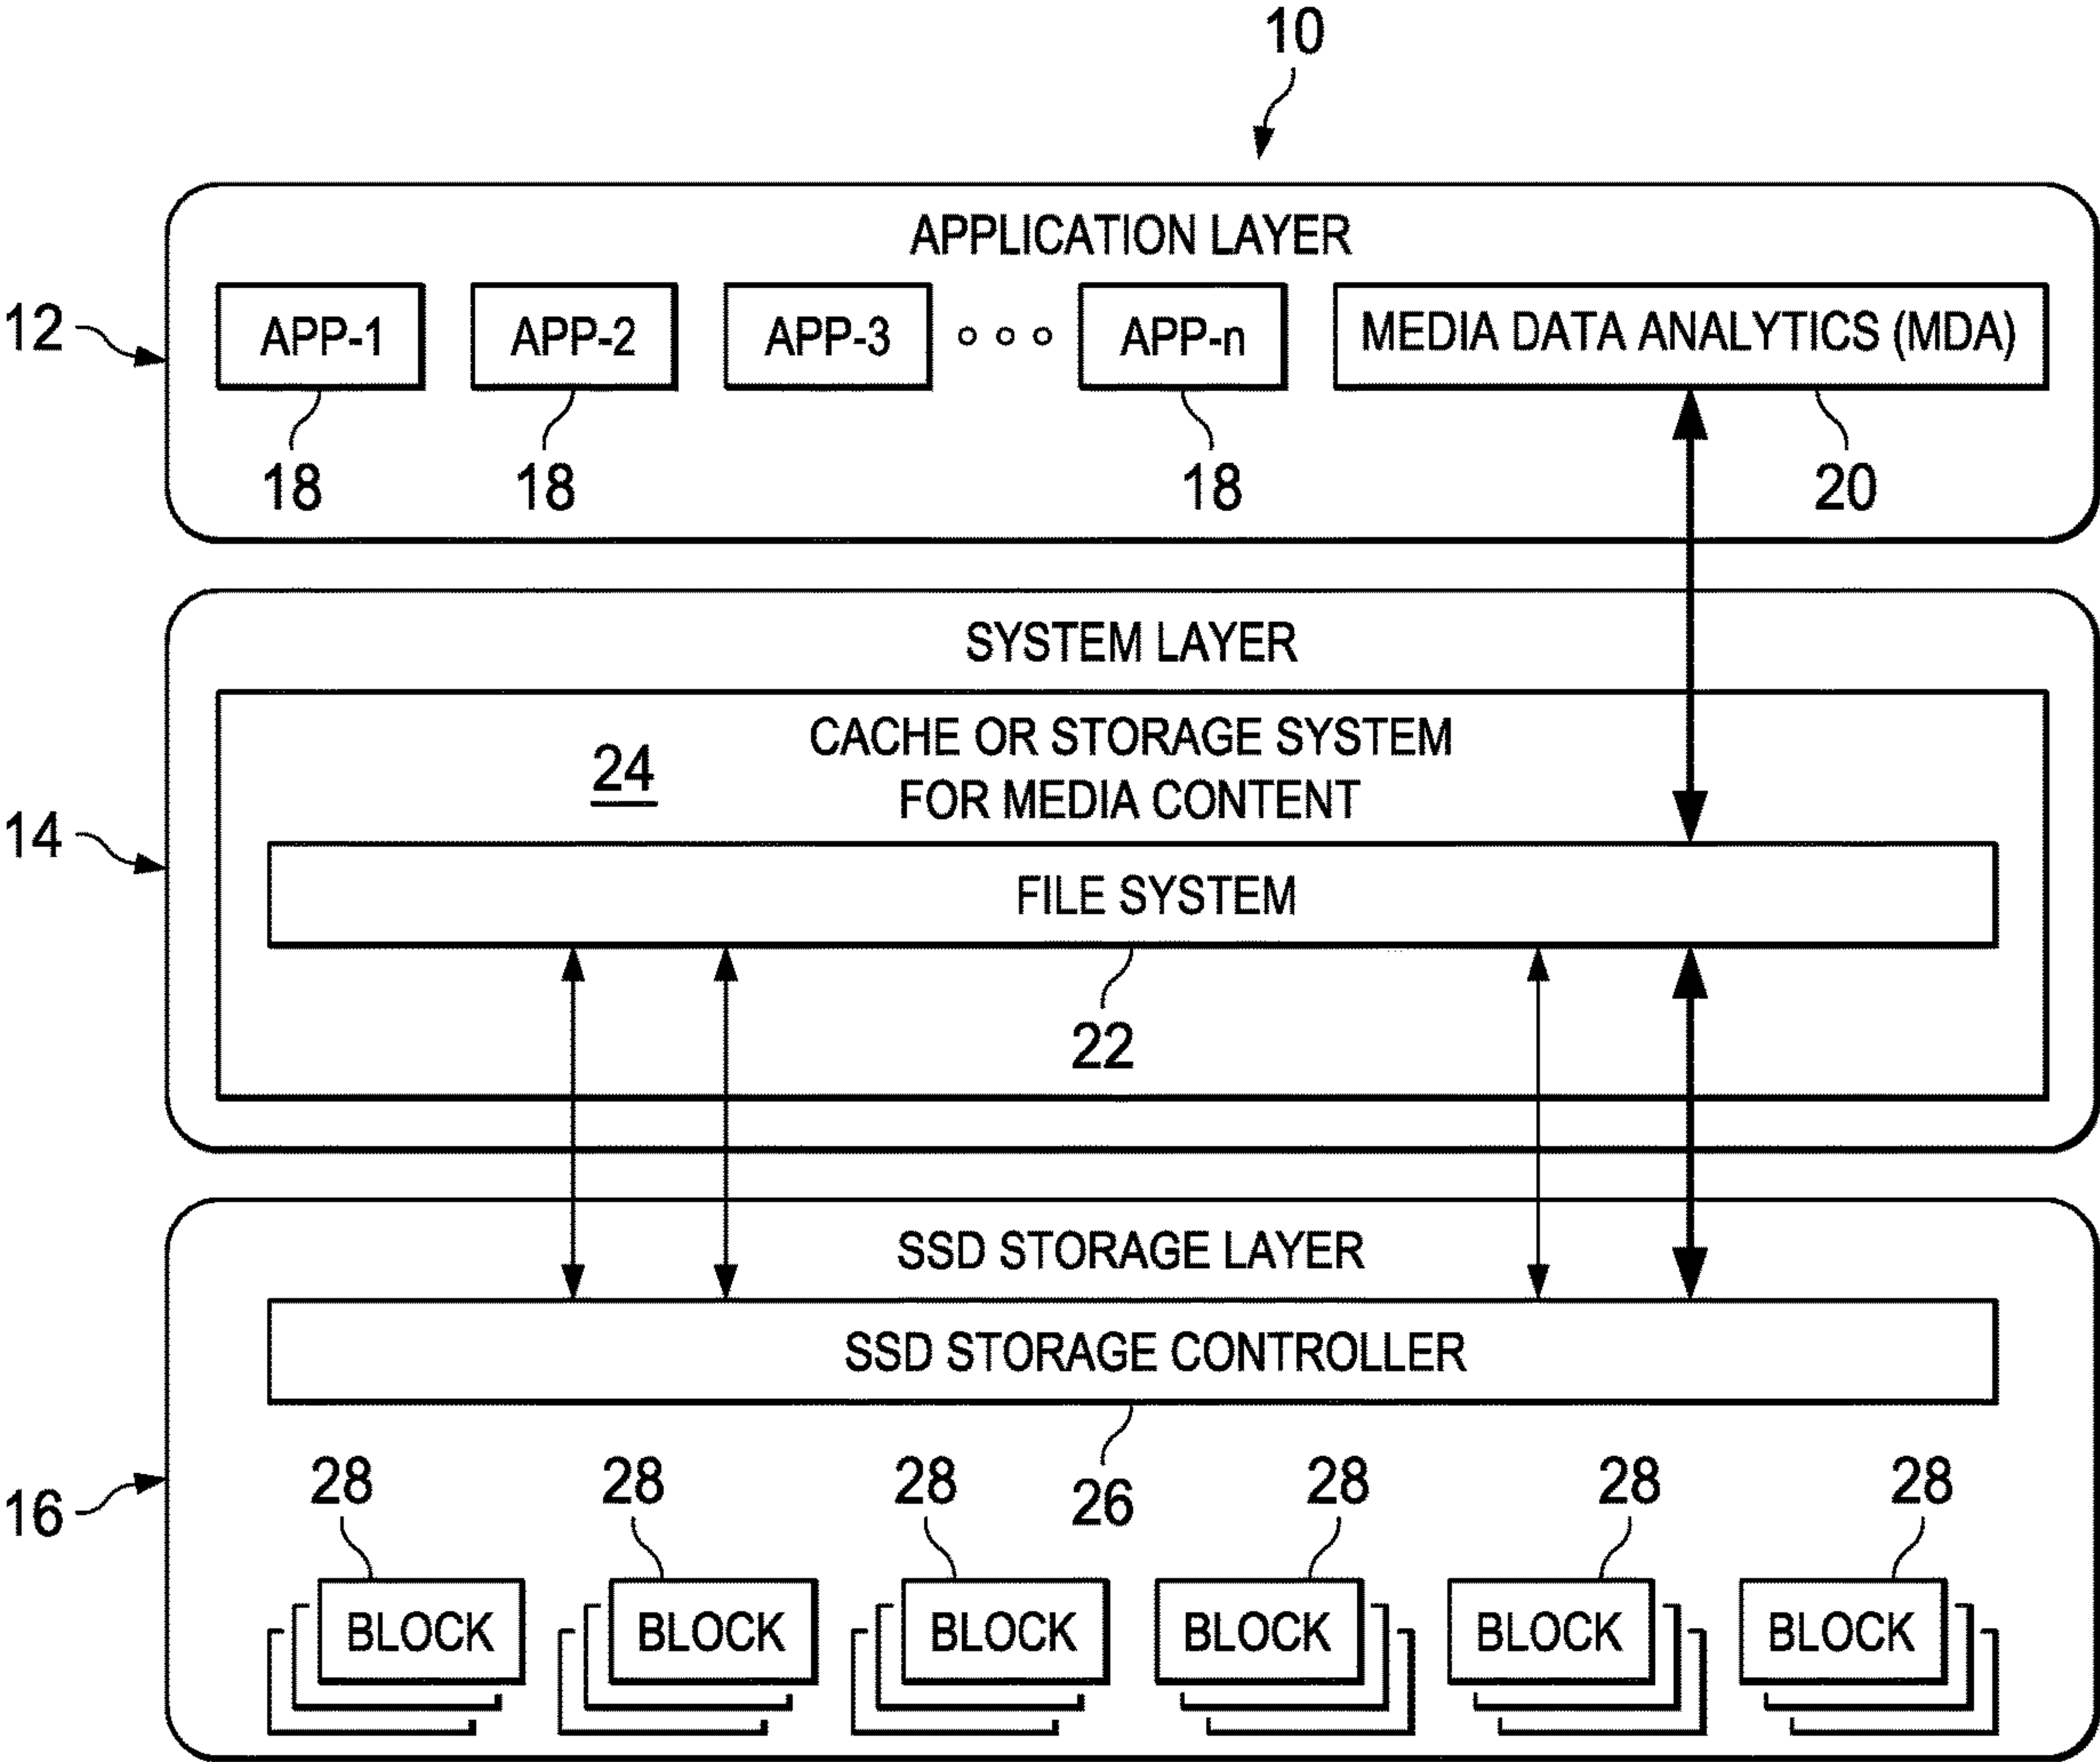 10
APPLICATION LAYER
12
APP-1 APP-2 APP-3 APP-n MEDIA DATA ANALYTICS (MDA)
18 18 18 20
SYSTEM LAYER
CACHE OR STORAGE SYSTEM
24
FOR MEDIA CONTENT
14
FILE SYSTEM
22
SSD STORAGE LAYER
SSD STORAGE CONTROLLER
28 28 28 26 28 28 28
16
BLOCK BLOCK BLOCK BLOCK BLOCK BLOCK